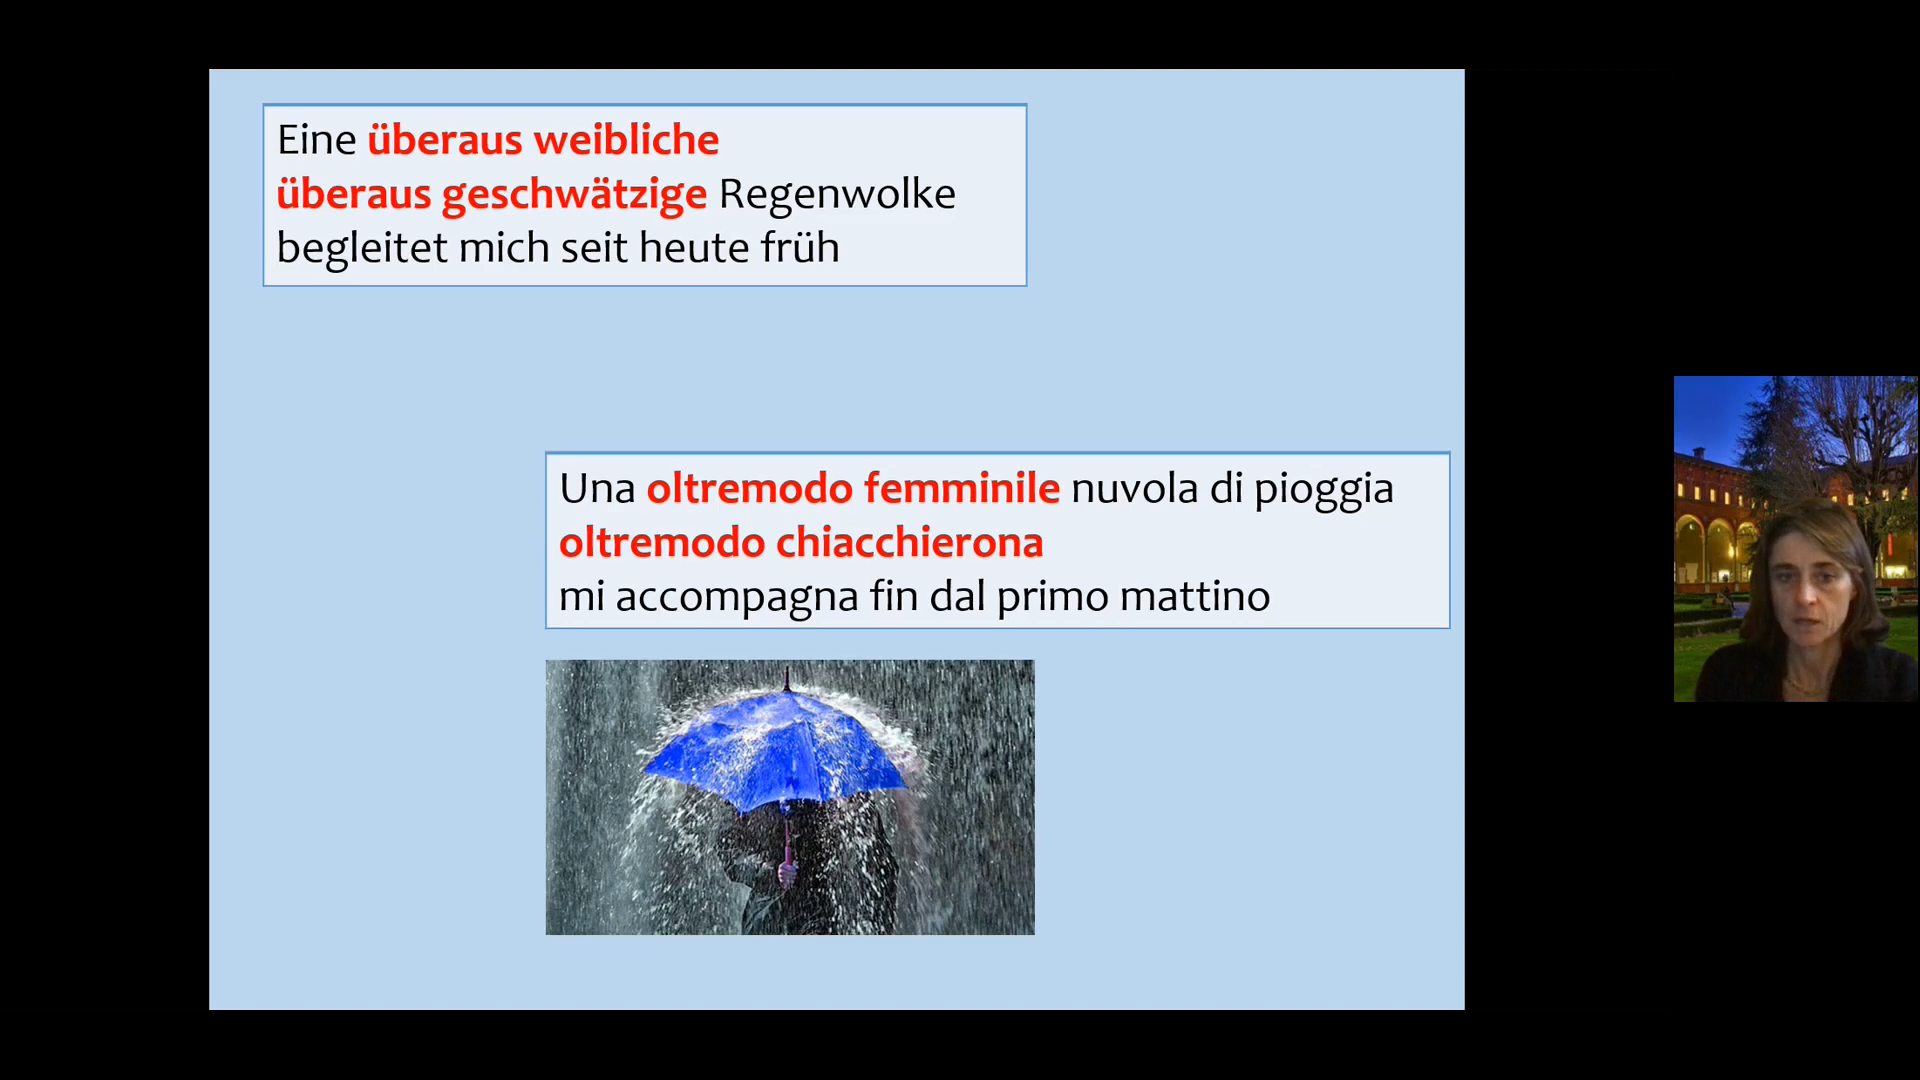 Eine überaus weibliche
überaus geschwätzige Regenwolke
begleitet mich seit heute früh
Una oltremodo femminile nuvola di pioggia
oltremodo chiacchierona
mi accompagna fin dal primo mattino